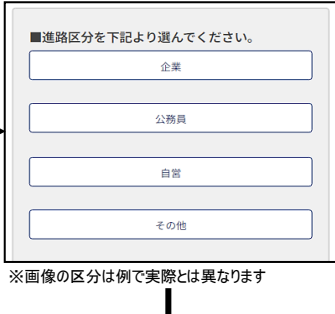 ■進路区分を下記より選んでください。
企業
公務員
自営
その他
※画像の区分は例で実際とは異なります